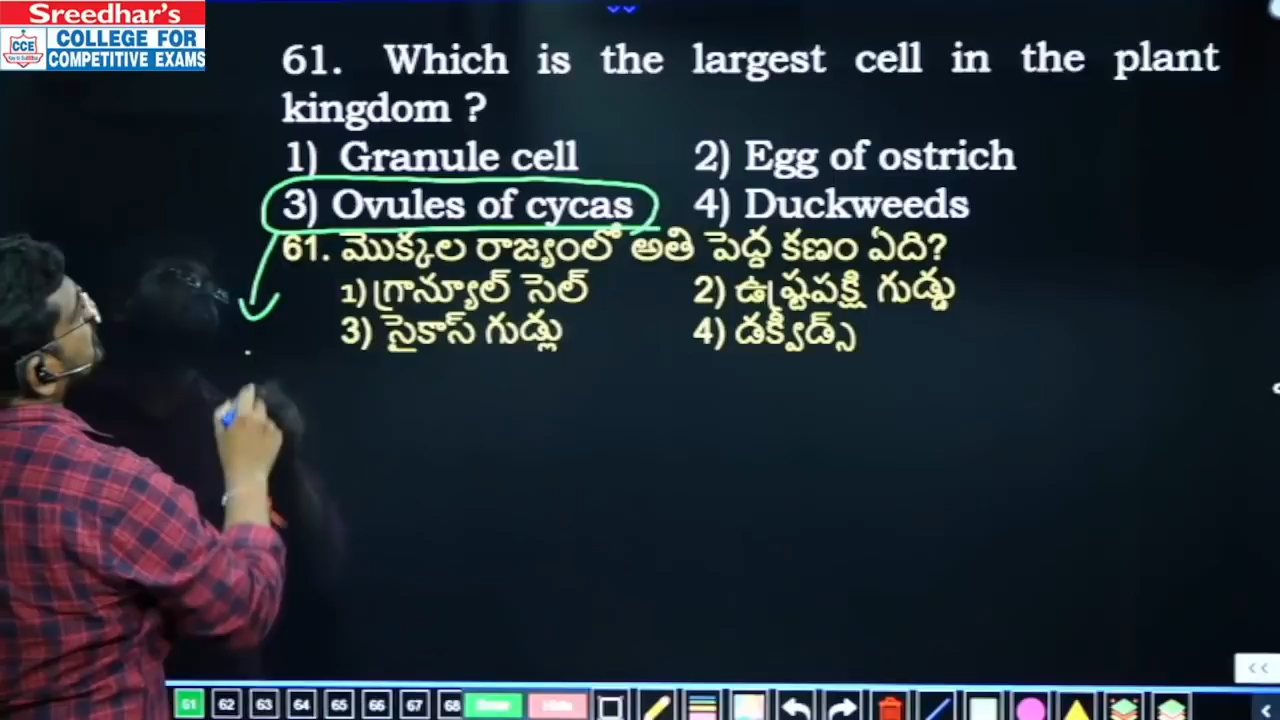 Sreedhar's
CCE
COLLEGE FOR
COMPETITIVE EXAMS
61. Which is the largest cell in the plant
kingdom ?
1) Granule cell 2) Egg of ostrich
3) Ovules of cycas 4) Duckweeds
61. మొక్కల రాజ్యంలో అతి పెద్ద కణం ఏది?
1) గ్రాన్యూల్ సెల్ 2) ఉష్ట్రపక్షి గుడ్డు
3) సైకాస్ గుడ్లు 4) డక్వీడ్స్
61 62 63 64 65 66 67 68